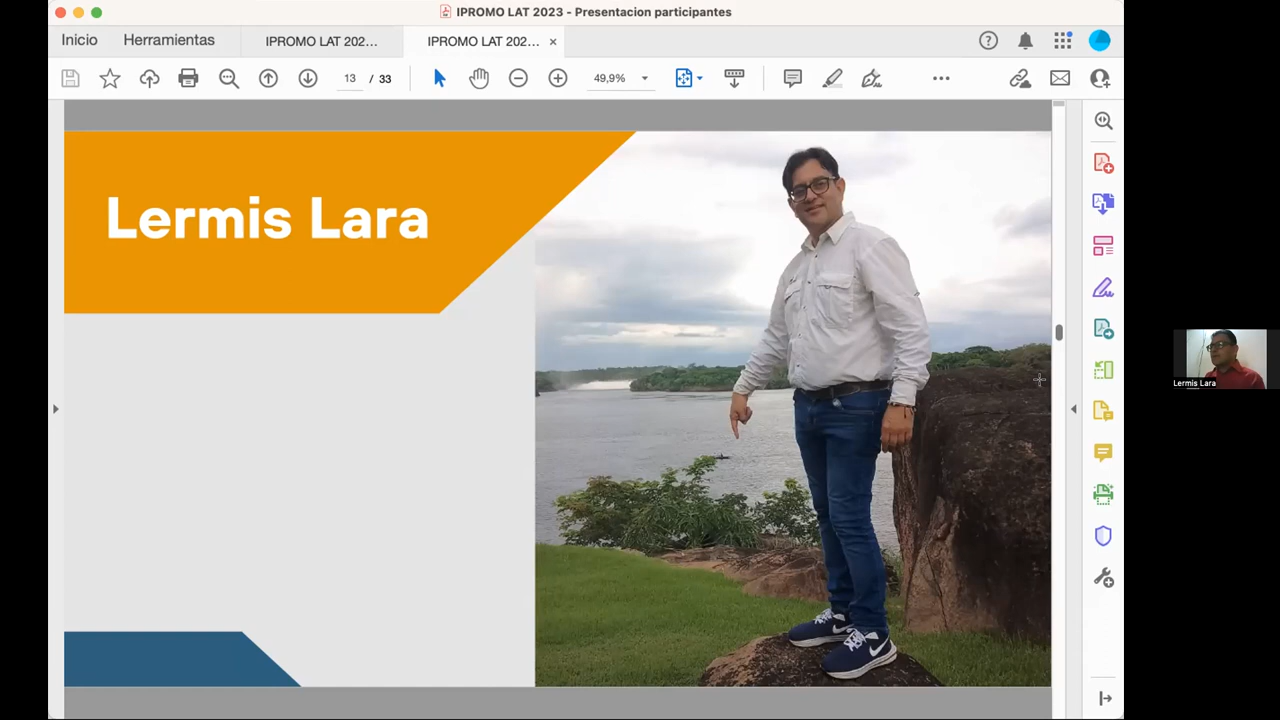 IPROMO LAT 2023 - Presentacion participantes
Inicio
Herramientas
IPROMO LAT 202...
IPROMO LAT 202...
13 / 33
49,9%
Lermis Lara
Lermis Lara